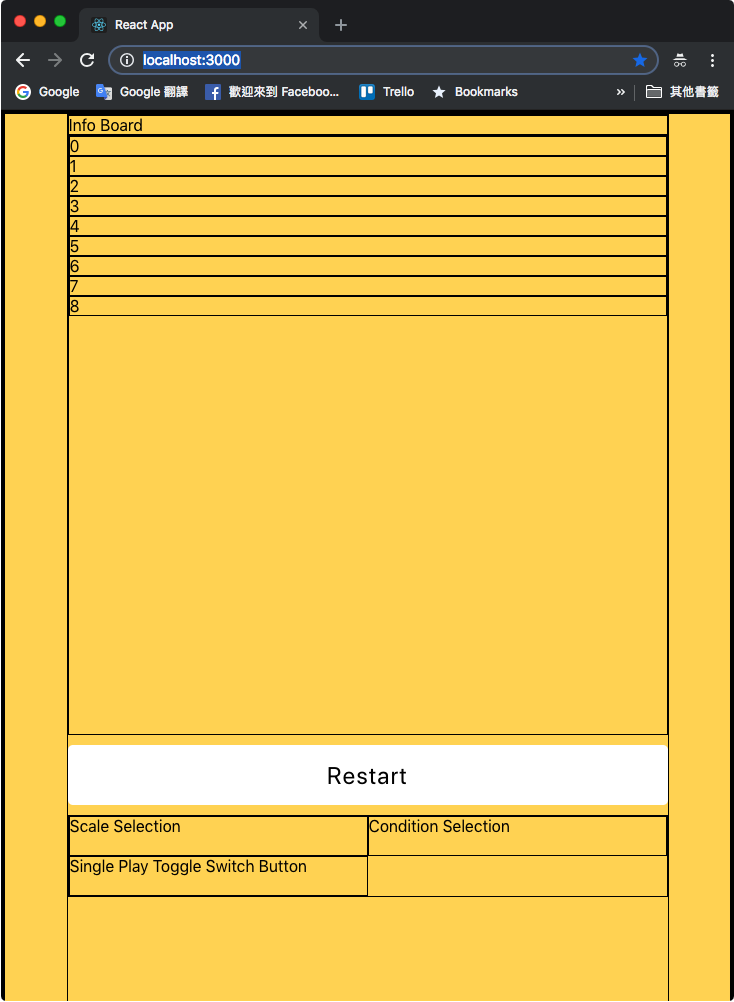 React App
localhost:3000
Google Google 翻譯 歡迎來到 Faceboo... Trello Bookmarks » 其他書籤
Info Board
0
1
2
3
4
5
6
7
8
Restart
Scale Selection Condition Selection
Single Play Toggle Switch Button